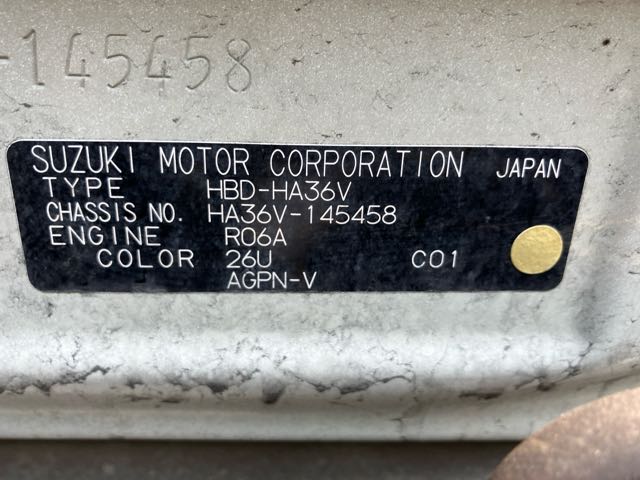 -145458
SUZUKI MOTOR CORPORATION JAPAN
TYPE HBD-HA36V
CHASSIS NO. HA36V-145458
ENGINE R06A
COLOR 26U C01
AGPN-V